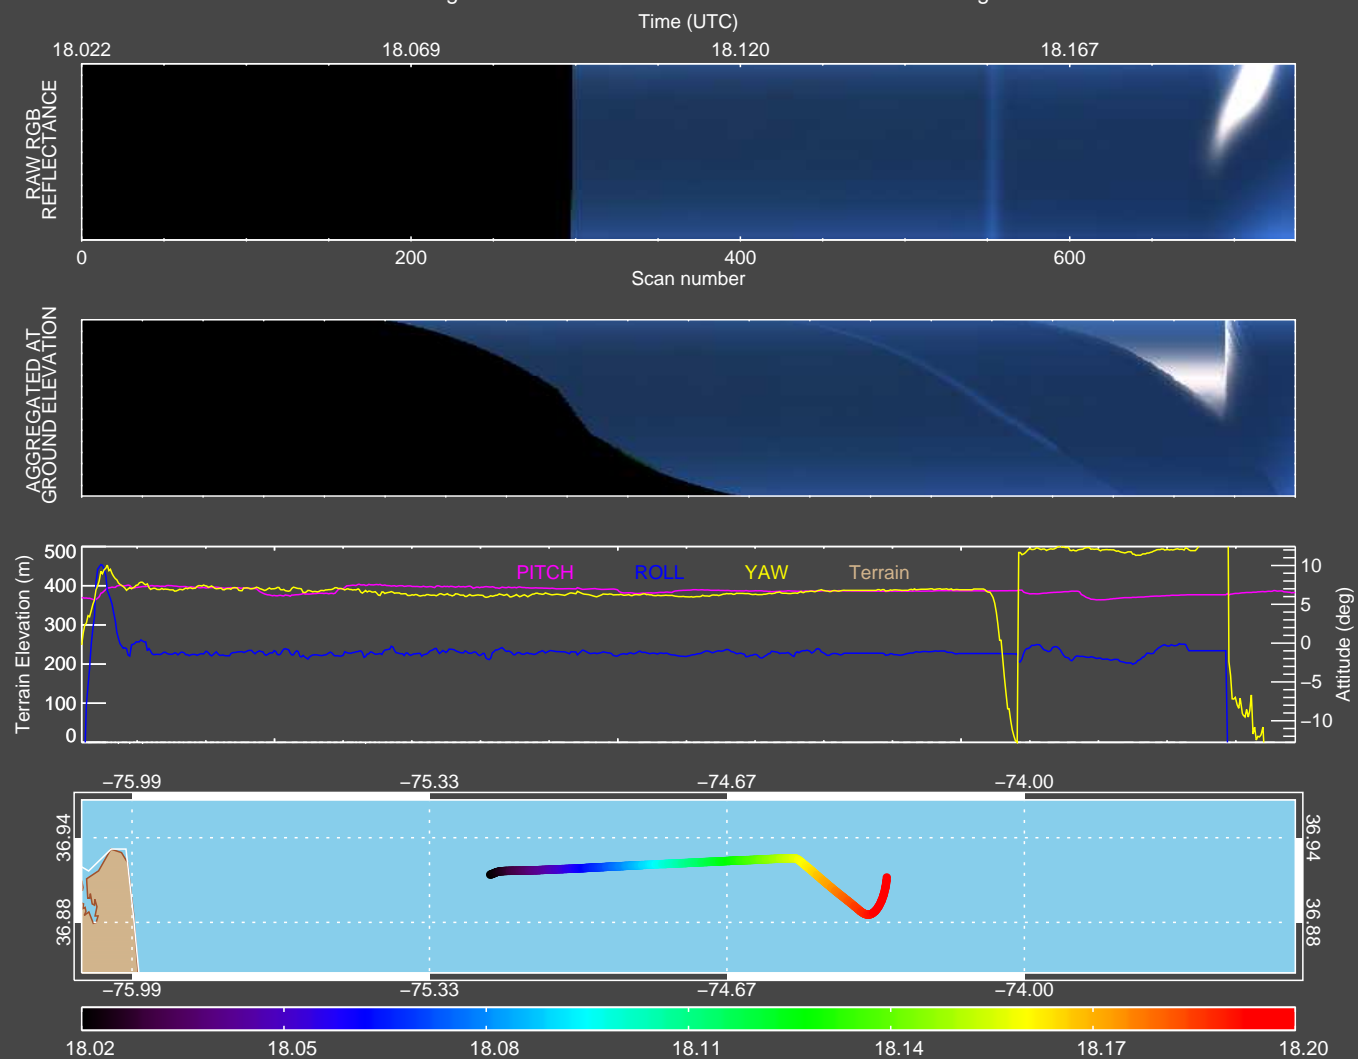 Time (UTC)
18.022 18.069 18.120 18.167
RAW RGB
REFLECTANCE
0 200 400 600
Scan number
AGGREGATED AT
GROUND ELEVATION
Terrain Elevation (m)
500
400
300
200
100
0
PITCH ROLL YAW Terrain
10
5
0
−5
−10
Attitude (deg)
−75.99 −75.33 −74.67 −74.00
36.94
36.88
36.94
36.88
−75.99 −75.33 −74.67 −74.00
18.02 18.05 18.08 18.11 18.14 18.17 18.20